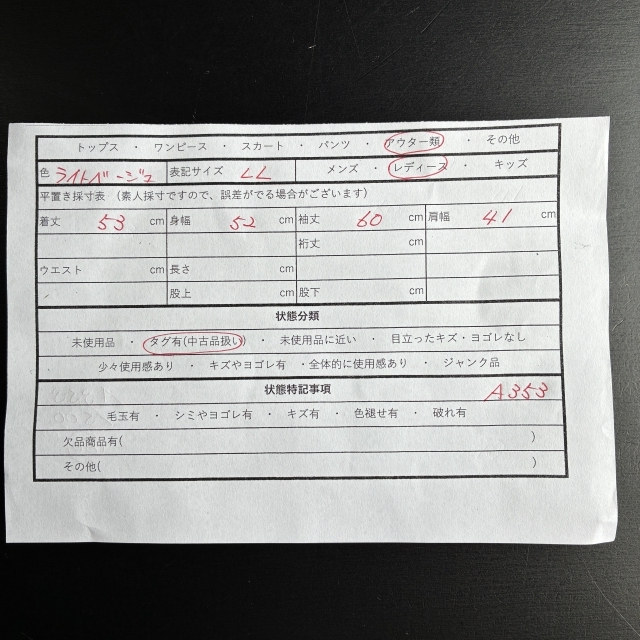 トップス ・ ワンピース ・ スカート ・ パンツ ・ アウター類 ・ その他
色 ライトベージュ 表記サイズ LL メンズ ・ レディース ・ キッズ
平置き採寸表 （素人採寸ですので、誤差がでる場合がございます）
着丈 53 cm 身幅 52 cm 袖丈 60 cm 肩幅 41 cm
裄丈 cm
ウエスト cm 長さ cm
股上 cm 股下 cm
状態分類
未使用品 ・ タグ有(中古品扱い) ・ 未使用品に近い ・ 目立ったキズ・ヨゴレなし
少々使用感あり ・ キズやヨゴレ有 ・全体的に使用感あり ・ ジャンク品
状態特記事項 A353
毛玉有 ・ シミやヨゴレ有 ・ キズ有 ・ 色褪せ有 ・ 破れ有
欠品商品有( )
その他( )